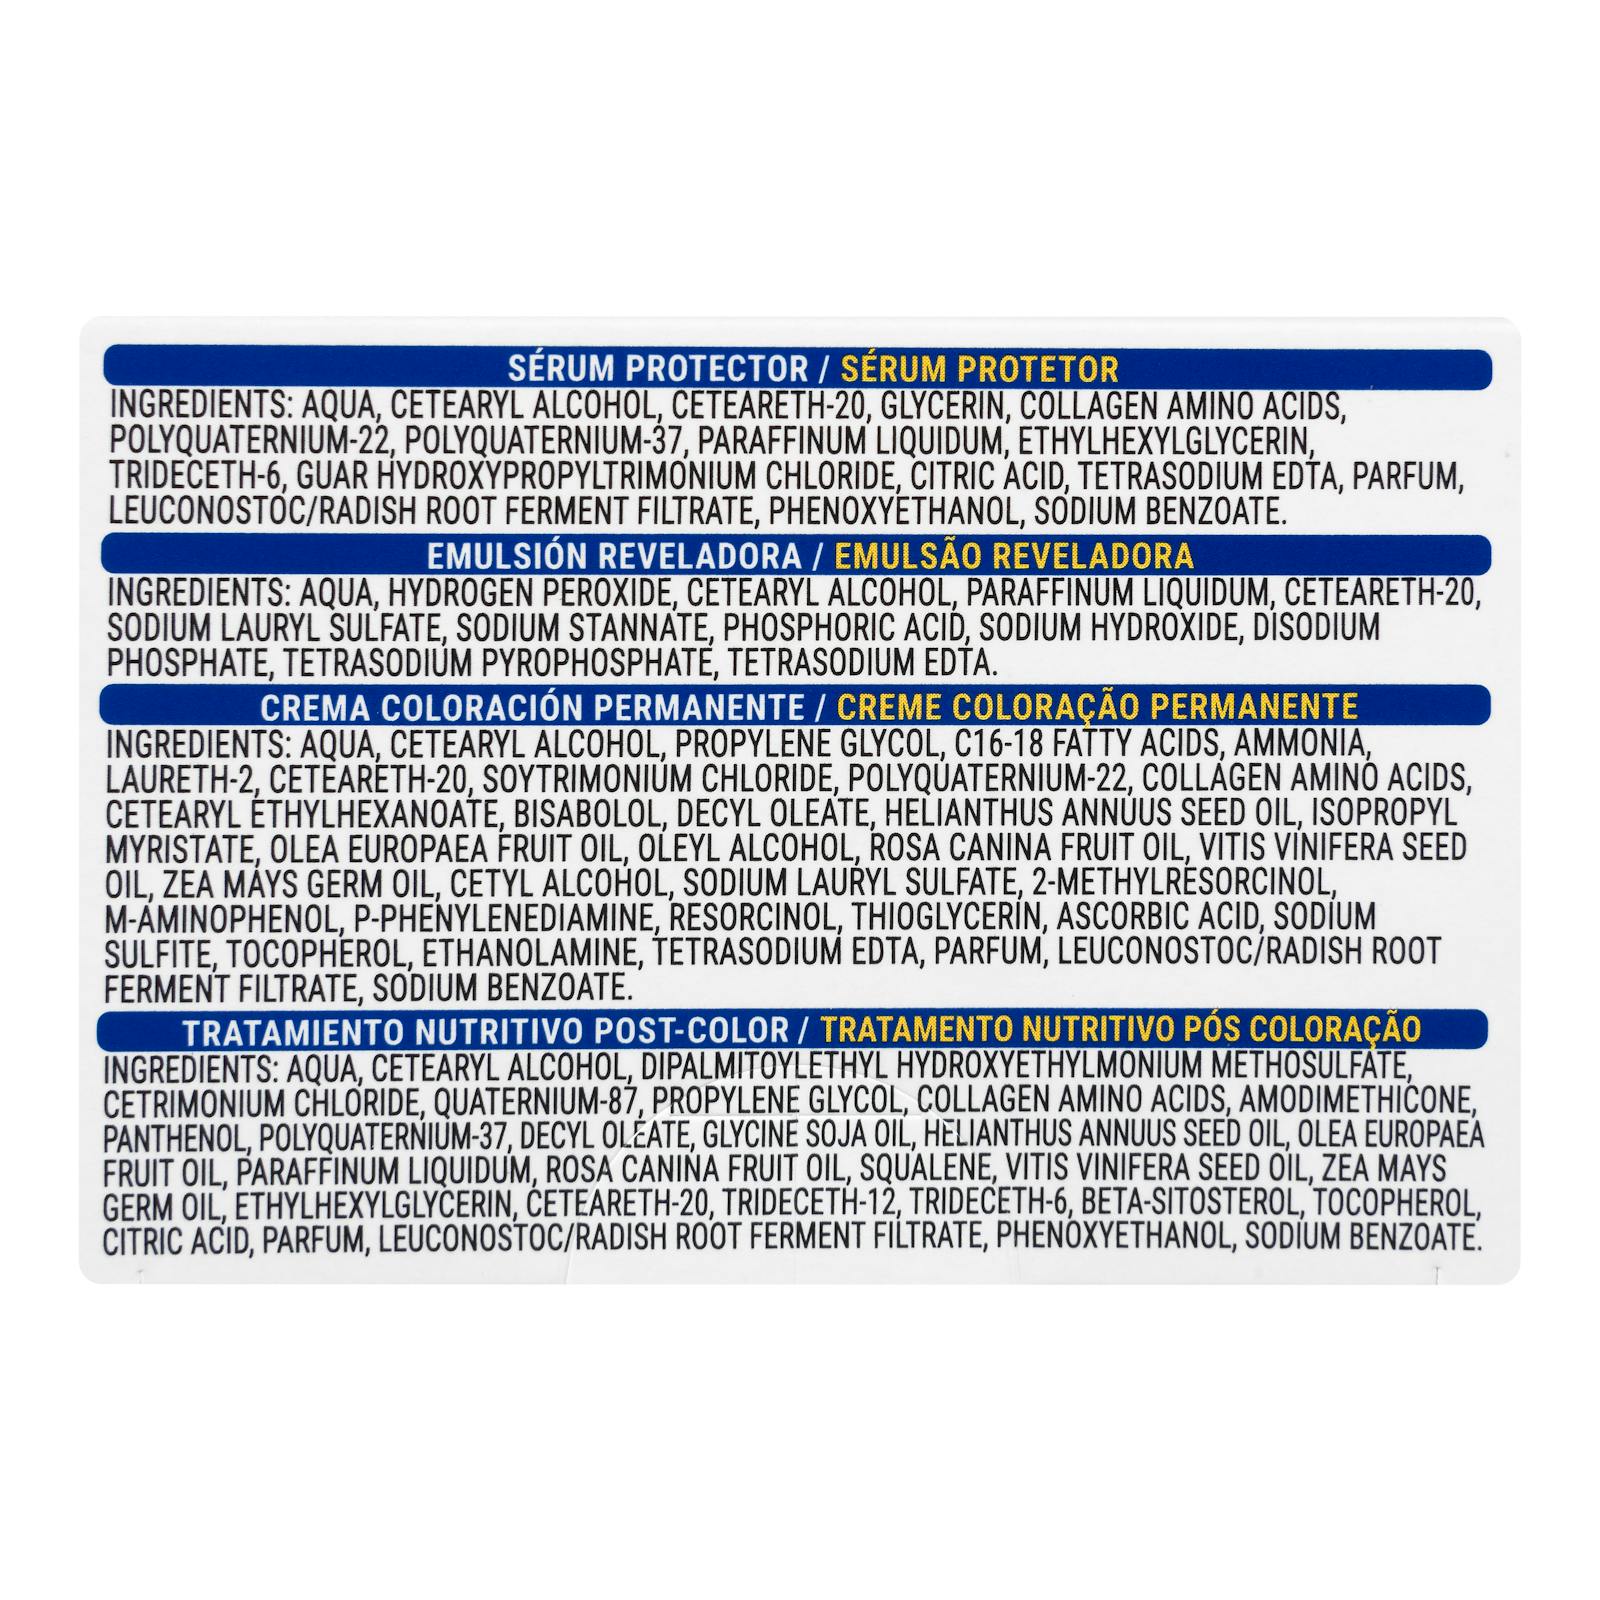 SÉRUM PROTECTOR / SÉRUM PROTETOR
INGREDIENTS: AQUA, CETEARYL ALCOHOL, CETEARETH-20, GLYCERIN, COLLAGEN AMINO ACIDS,
POLYQUATERNIUM-22, POLYQUATERNIUM-37, PARAFFINUM LIQUIDUM, ETHYLHEXYLGLYCERIN,
TRIDECETH-6, GUAR HYDROXYPROPYLTRIMONIUM CHLORIDE, CITRIC ACID, TETRASODIUM EDTA, PARFUM,
LEUCONOSTOC/RADISH ROOT FERMENT FILTRATE, PHENOXYETHANOL, SODIUM BENZOATE.
EMULSIÓN REVELADORA / EMULSÃO REVELADORA
INGREDIENTS: AQUA, HYDROGEN PEROXIDE, CETEARYL ALCOHOL, PARAFFINUM LIQUIDUM, CETEARETH-20,
SODIUM LAURYL SULFATE, SODIUM STANNATE, PHOSPHORIC ACID, SODIUM HYDROXIDE, DISODIUM
PHOSPHATE, TETRASODIUM PYROPHOSPHATE, TETRASODIUM EDTA.
CREMA COLORACIÓN PERMANENTE / CREME COLORAÇÃO PERMANENTE
INGREDIENTS: AQUA, CETEARYL ALCOHOL, PROPYLENE GLYCOL, C16-18 FATTY ACIDS, AMMONIA,
LAURETH-2, CETEARETH-20, SOYTRIMONIUM CHLORIDE, POLYQUATERNIUM-22, COLLAGEN AMINO ACIDS,
CETEARYL ETHYLHEXANOATE, BISABOLOL, DECYL OLEATE, HELIANTHUS ANNUUS SEED OIL, ISOPROPYL
MYRISTATE, OLEA EUROPAEA FRUIT OIL, OLEYL ALCOHOL, ROSA CANINA FRUIT OIL, VITIS VINIFERA SEED
OIL, ZEA MAYS GERM OIL, CETYL ALCOHOL, SODIUM LAURYL SULFATE, 2-METHYLRESORCINOL,
M-AMINOPHENOL, P-PHENYLENEDIAMINE, RESORCINOL, THIOGLYCERIN, ASCORBIC ACID, SODIUM
SULFITE, TOCOPHEROL, ETHANOLAMINE, TETRASODIUM EDTA, PARFUM, LEUCONOSTOC/RADISH ROOT
FERMENT FILTRATE, SODIUM BENZOATE.
TRATAMIENTO NUTRITIVO POST-COLOR / TRATAMENTO NUTRITIVO PÓS COLORAÇÃO
INGREDIENTS: AQUA, CETEARYL ALCOHOL, DIPALMITOYLETHYL HYDROXYETHYLMONIUM METHOSULFATE,
CETRIMONIUM CHLORIDE, QUATERNIUM-87, PROPYLENE GLYCOL, COLLAGEN AMINO ACIDS, AMODIMETHICONE,
PANTHENOL, POLYQUATERNIUM-37, DECYL OLEATE, GLYCINE SOJA OIL, HELIANTHUS ANNUUS SEED OIL, OLEA EUROPAEA
FRUIT OIL, PARAFFINUM LIQUIDUM, ROSA CANINA FRUIT OIL, SQUALENE, VITIS VINIFERA SEED OIL, ZEA MAYS
GERM OIL, ETHYLHEXYLGLYCERIN, CETEARETH-20, TRIDECETH-12, TRIDECETH-6, BETA-SITOSTEROL, TOCOPHEROL,
CITRIC ACID, PARFUM, LEUCONOSTOC/RADISH ROOT FERMENT FILTRATE, PHENOXYETHANOL, SODIUM BENZOATE.